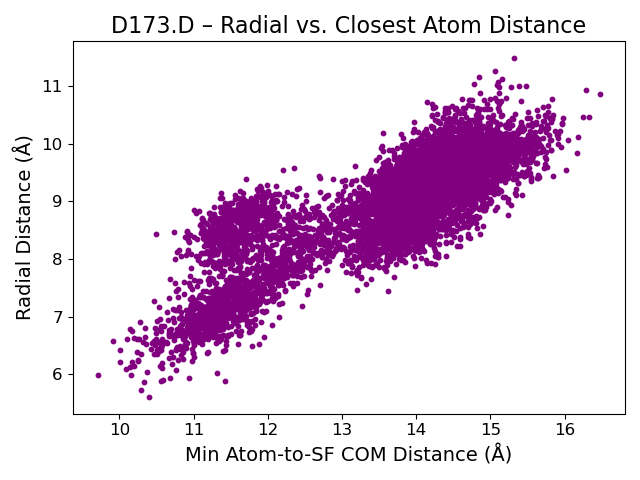 D173.D – Radial vs. Closest Atom Distance
Radial Distance (Å)
11
10
9
8
7
6
10 11 12 13 14 15 16
Min Atom-to-SF COM Distance (Å)